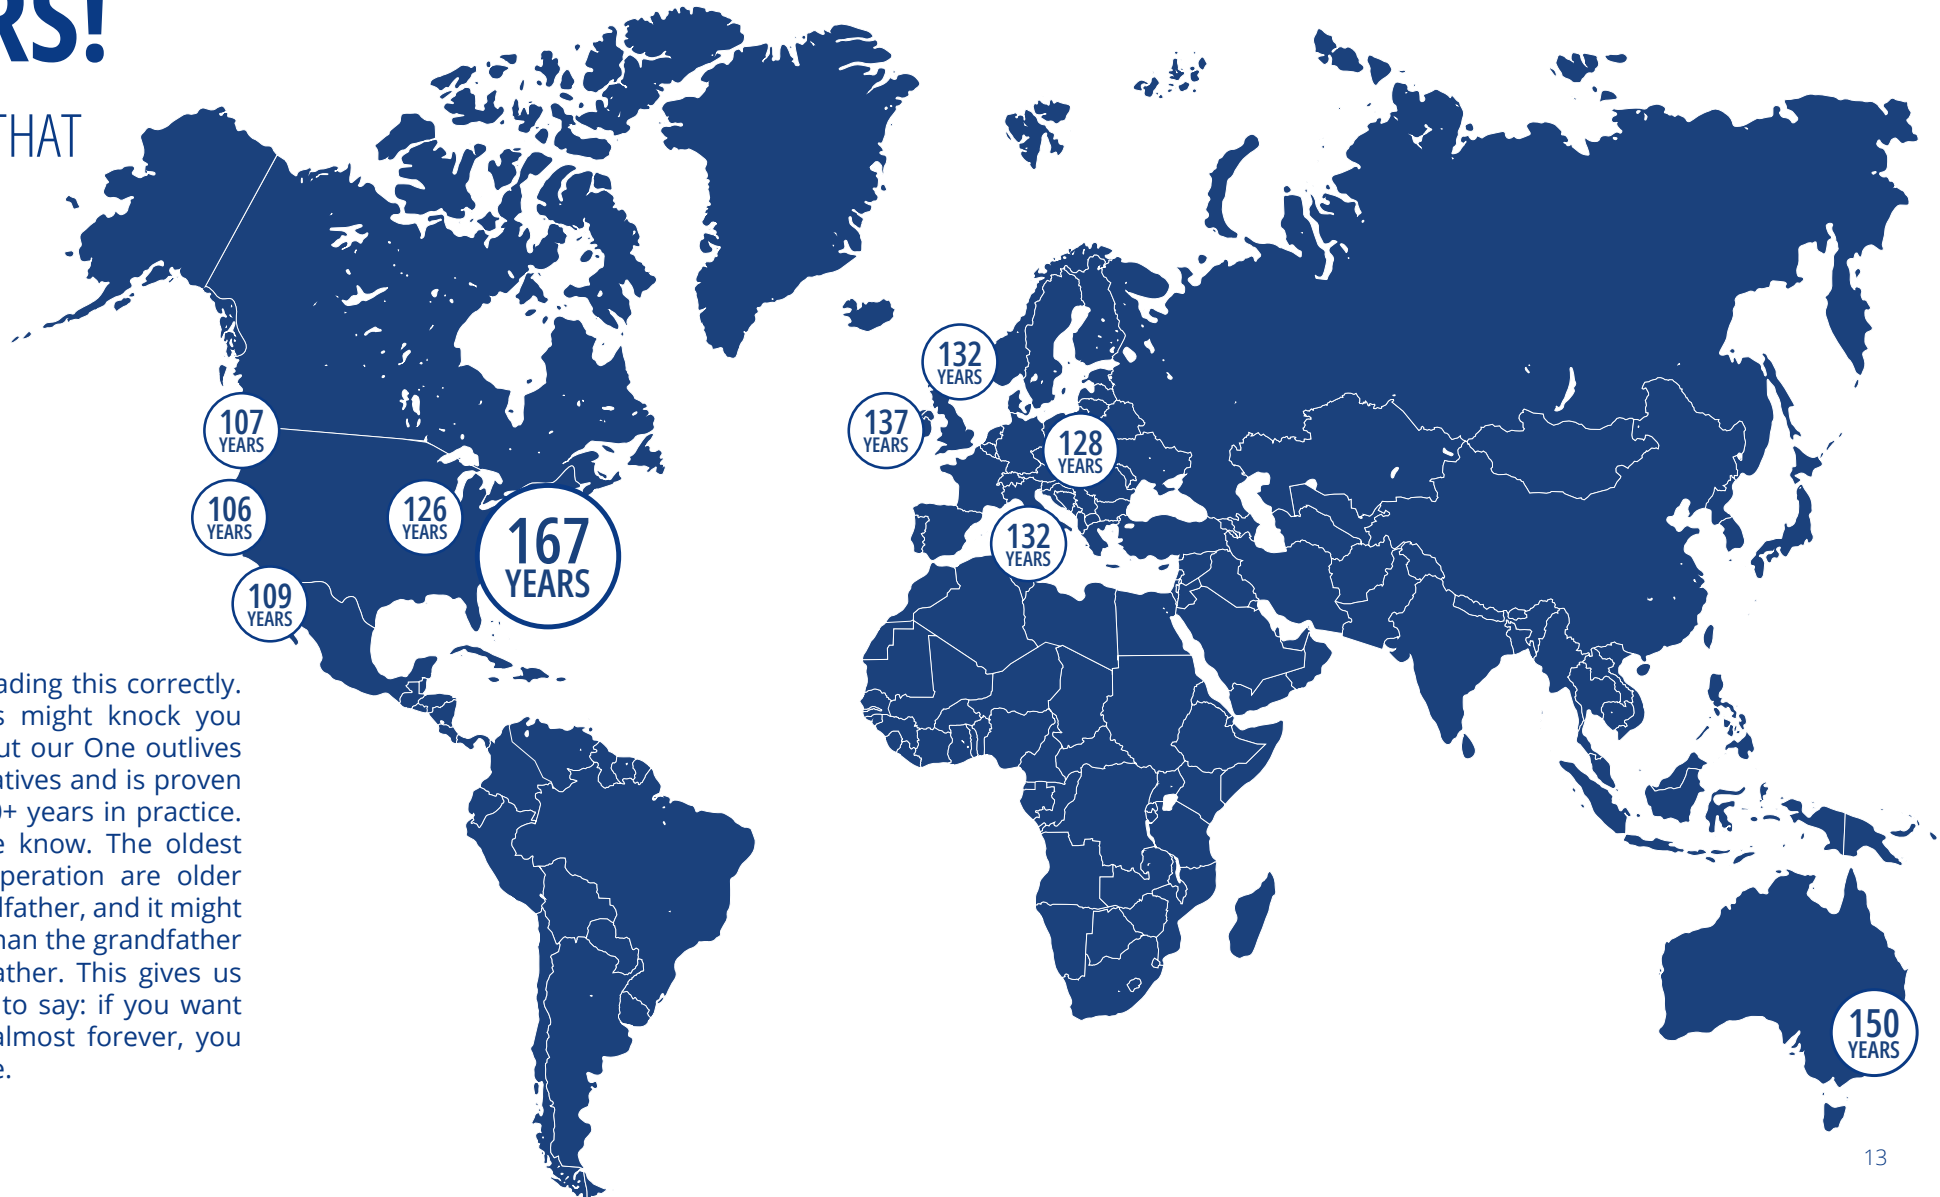 RS!
THAT
132
YEARS
107
YEARS
137
YEARS
128
YEARS
106
YEARS
126
YEARS
167
YEARS
132
YEARS
109
YEARS
ading this correctly.
s might knock you
ut our One outlives
atives and is proven
0+ years in practice.
e know. The oldest
peration are older
dfather, and it might
han the grandfather
ather. This gives us
to say: if you want
almost forever, you
e.
150
YEARS
13